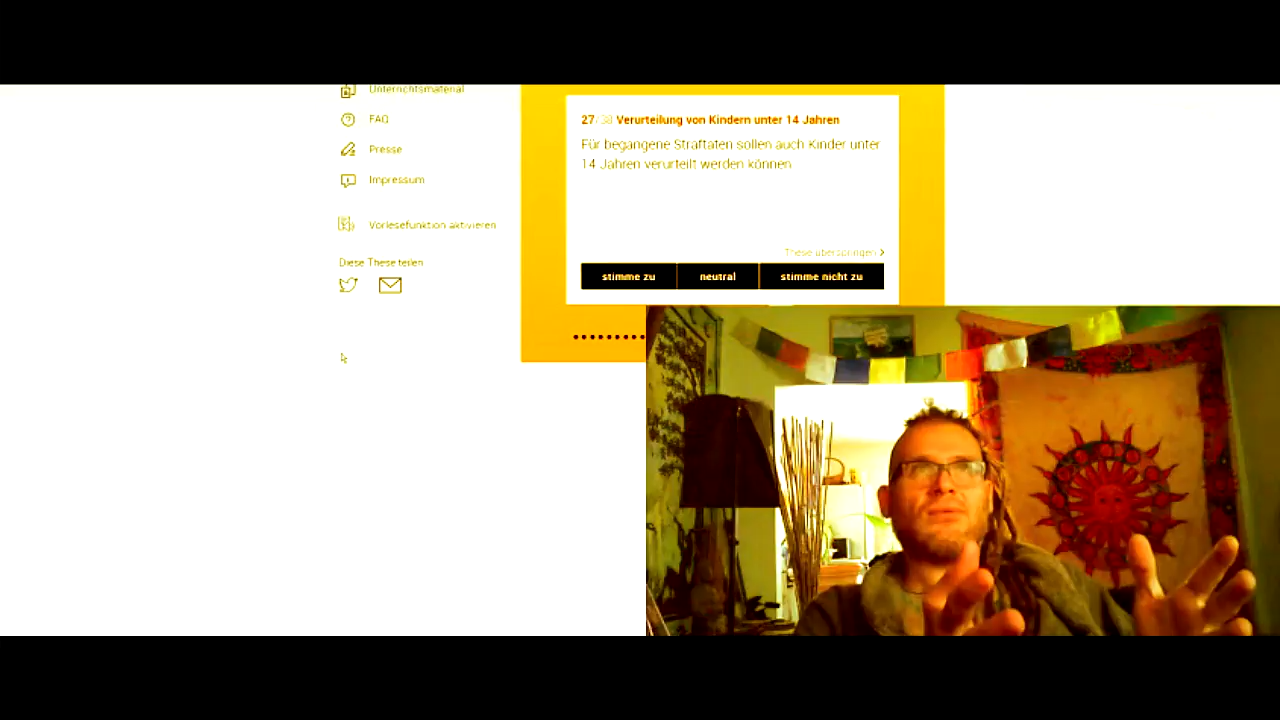 Unterrichtsmaterial
FAQ
Presse
Impressum
Vorlesefunktion aktivieren
Diese These teilen
27/38 Verurteilung von Kindern unter 14 Jahren
Für begangene Straftaten sollen auch Kinder unter
14 Jahren verurteilt werden können.
These überspringen
stimme zu
neutral
stimme nicht zu